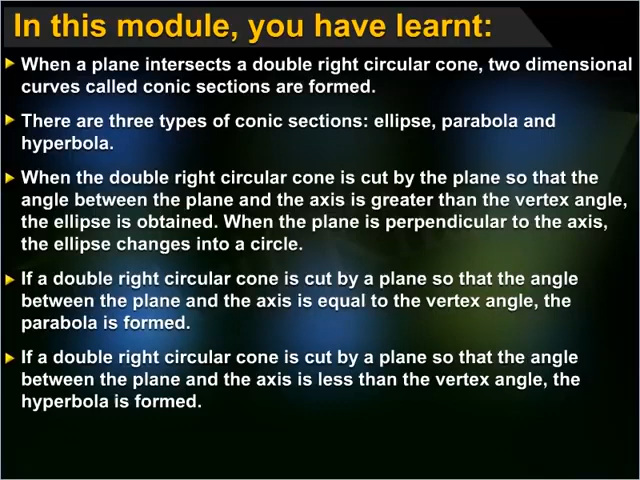 In this module, you have learnt:
When a plane intersects a double right circular cone, two dimensional
curves called conic sections are formed.
There are three types of conic sections: ellipse, parabola and
hyperbola.
When the double right circular cone is cut by the plane so that the
angle between the plane and the axis is greater than the vertex angle,
the ellipse is obtained. When the plane is perpendicular to the axis,
the ellipse changes into a circle.
If a double right circular cone is cut by a plane so that the angle
between the plane and the axis is equal to the vertex angle, the
parabola is formed.
If a double right circular cone is cut by a plane so that the angle
between the plane and the axis is less than the vertex angle, the
hyperbola is formed.